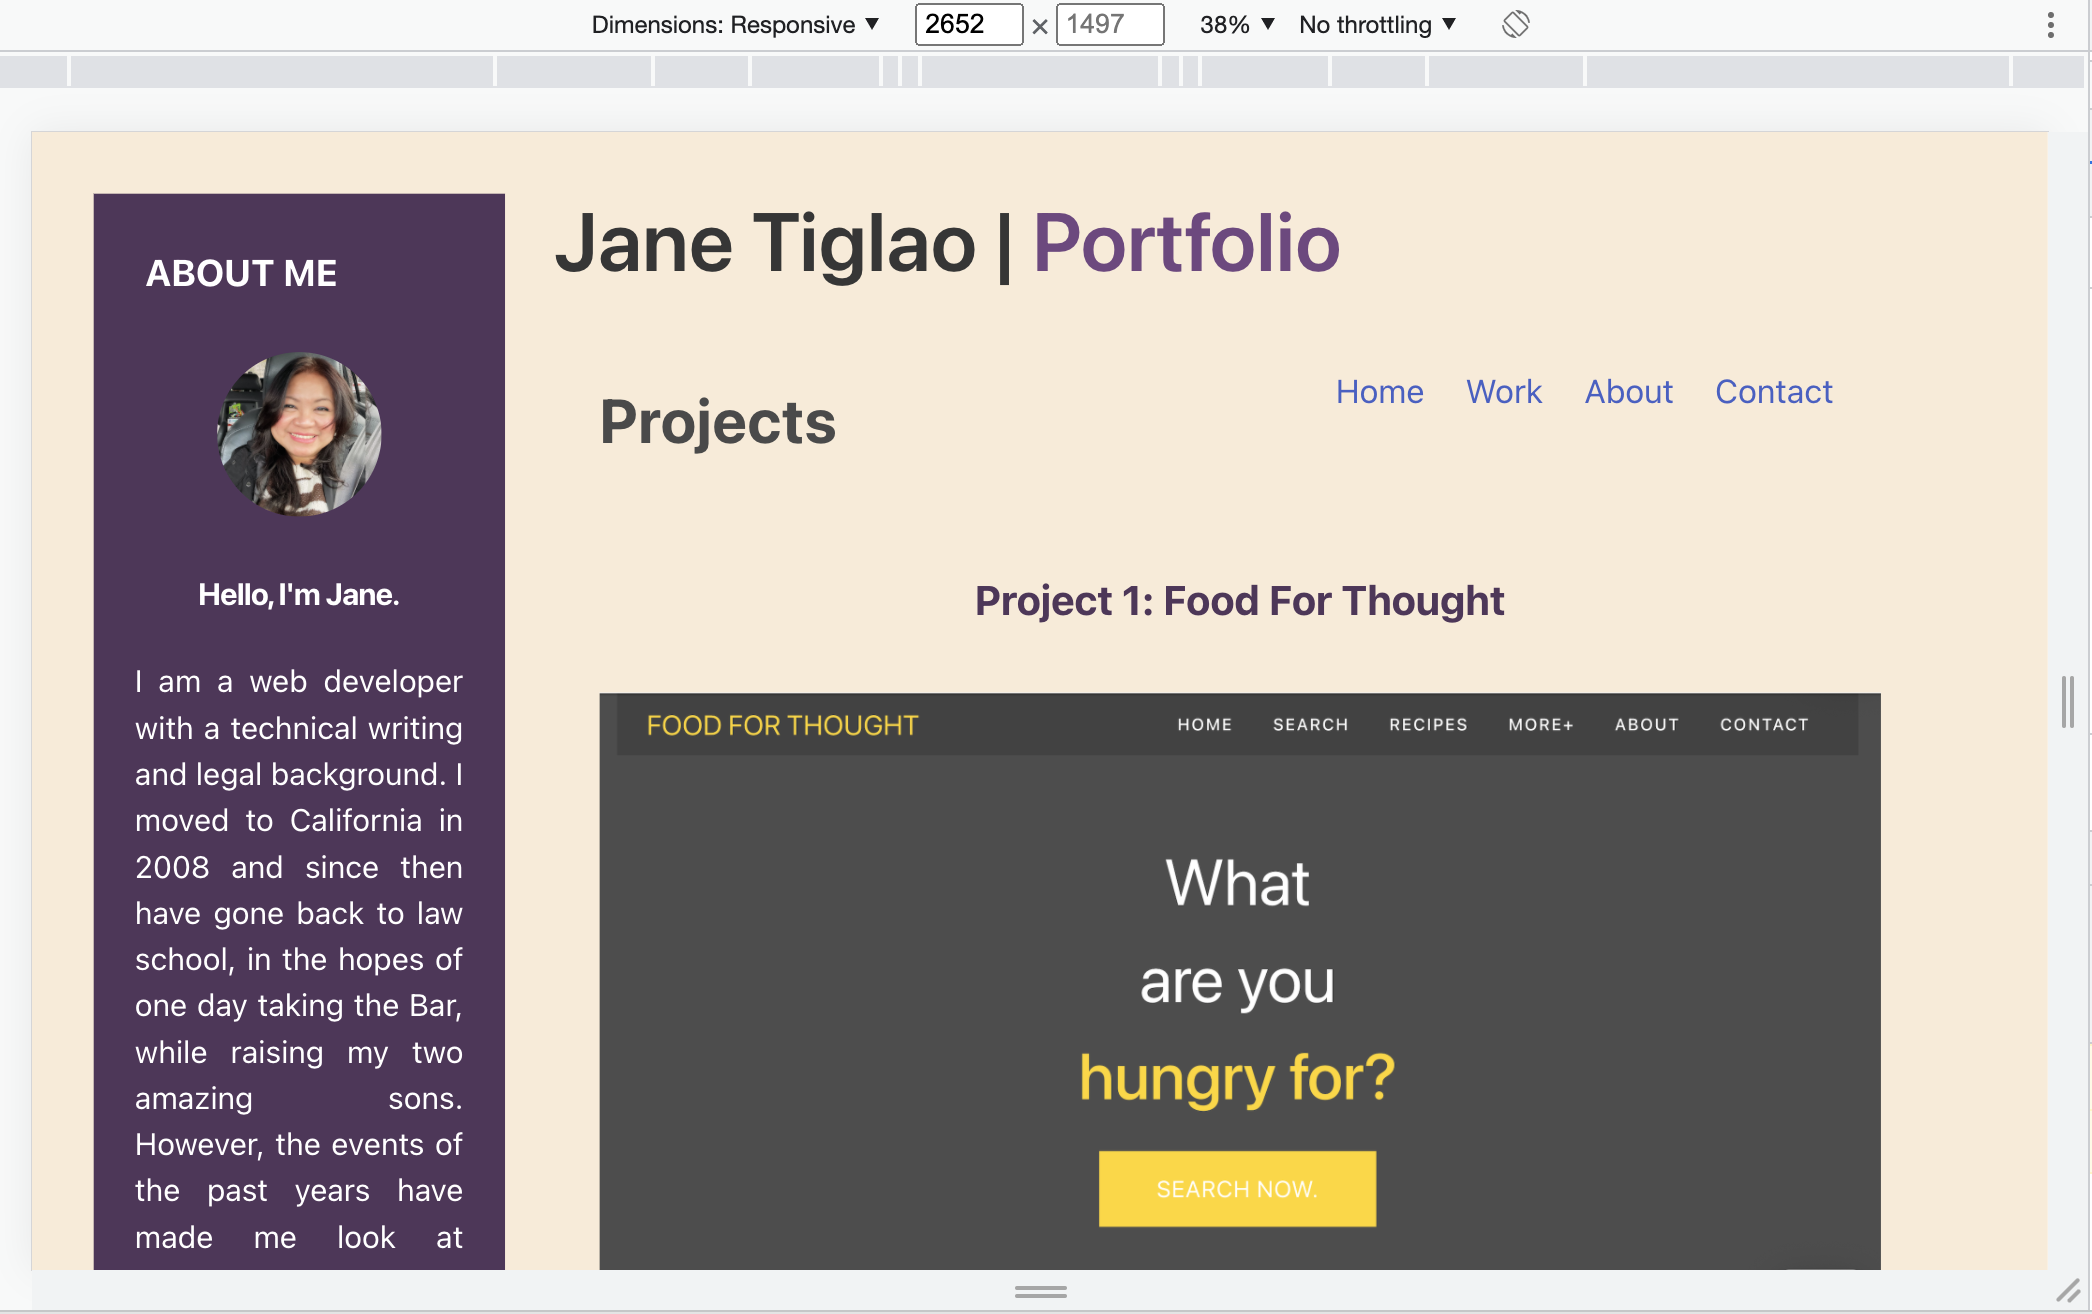 Dimensions: Responsive ▼ 2652 × 1497 38% ▼ No throttling ▼
Jane Tiglao | Portfolio
Home Work About Contact
Projects
ABOUT ME
Hello, I'm Jane.
I am a web developer
with a technical writing
and legal background. I
moved to California in
2008 and since then
have gone back to law
school, in the hopes of
one day taking the Bar,
while raising my two
amazing sons.
However, the events of
the past years have
made me look at
Project 1: Food For Thought
FOOD FOR THOUGHT HOME SEARCH RECIPES MORE+ ABOUT CONTACT
What
are you
hungry for?
SEARCH NOW.